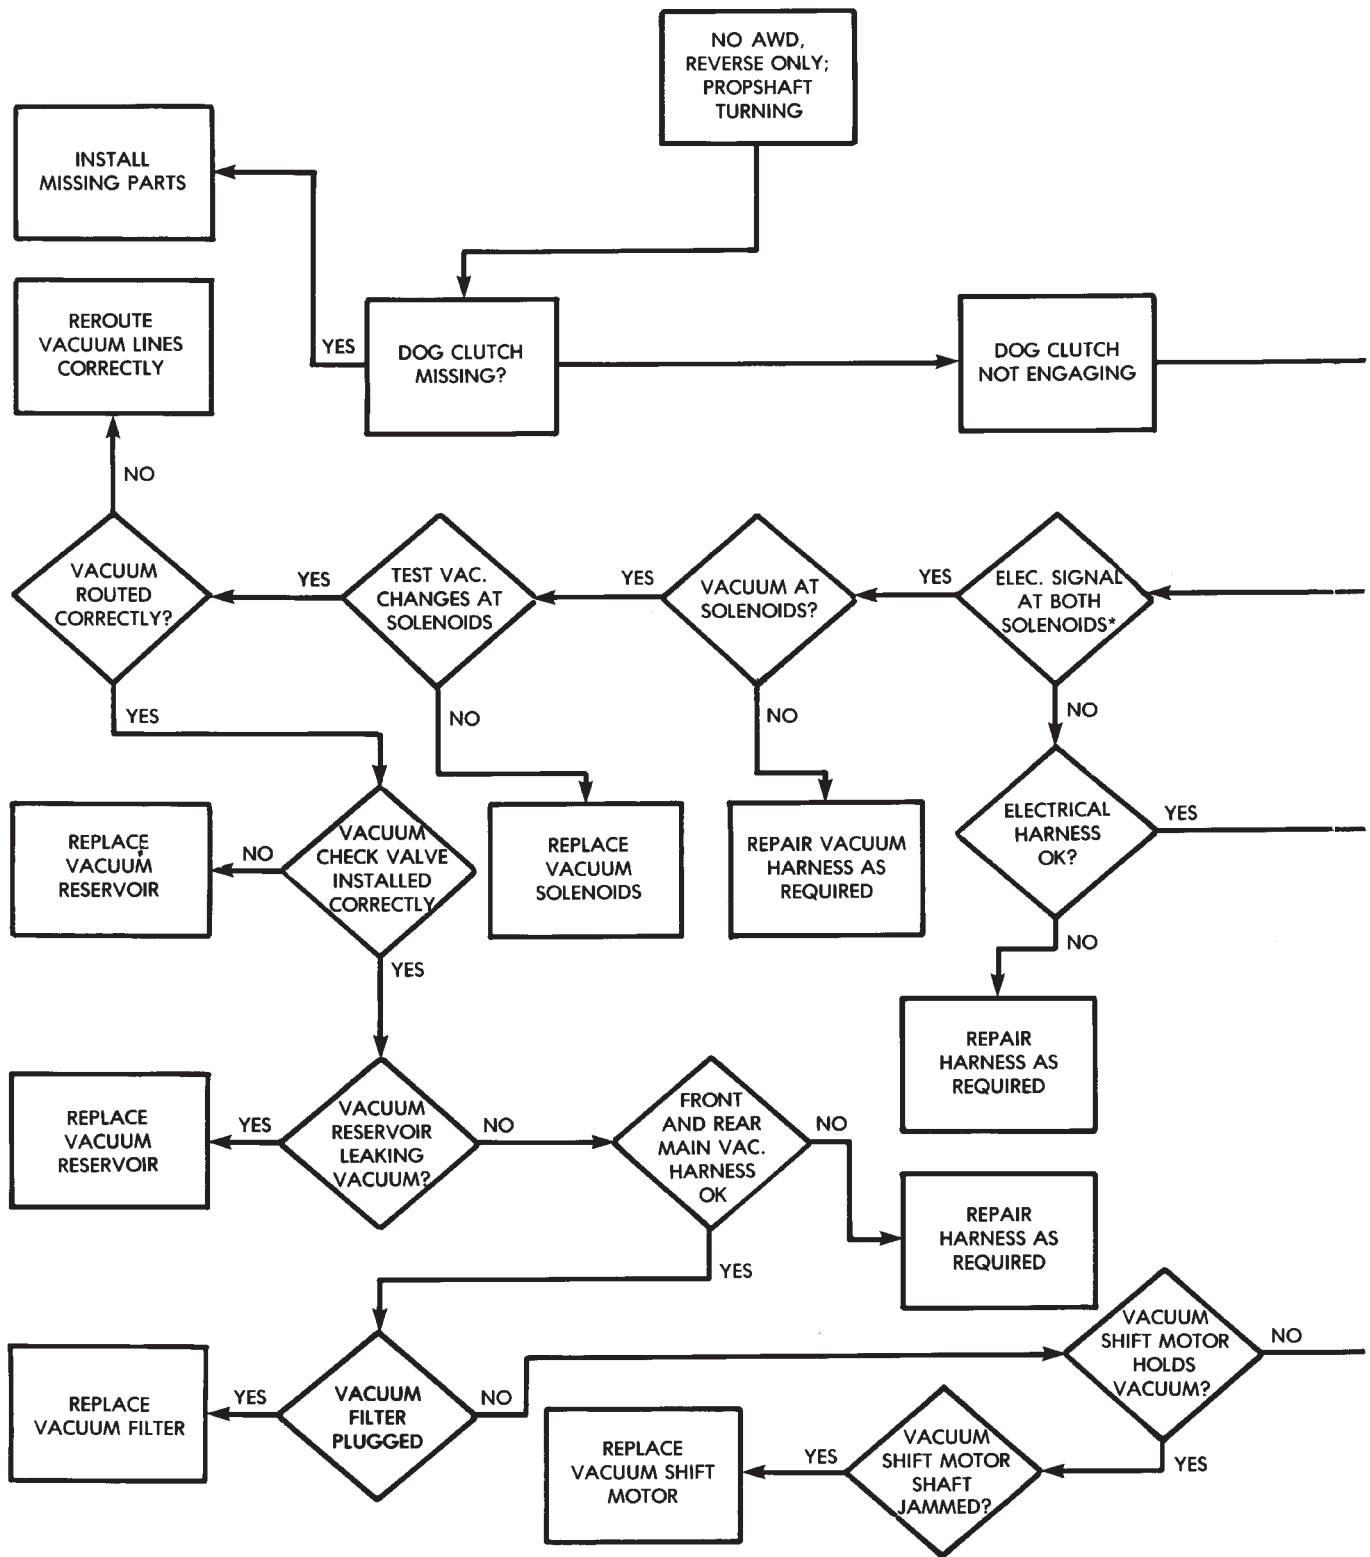 NO AWD,
REVERSE ONLY;
PROPSHAFT
TURNING
INSTALL
MISSING PARTS
REROUTE
VACUUM LINES
CORRECTLY
YES
DOG CLUTCH
MISSING?
DOG CLUTCH
NOT ENGAGING
NO
VACUUM
ROUTED
CORRECTLY?
YES
TEST VAC.
CHANGES AT
SOLENOIDS
YES
VACUUM AT
SOLENOIDS?
YES
ELEC. SIGNAL
AT BOTH
SOLENOIDS*
YES
NO
NO
NO
REPLACE
VACUUM
RESERVOIR
NO
VACUUM
CHECK VALVE
INSTALLED
CORRECTLY
REPLACE
VACUUM
SOLENOIDS
REPAIR VACUUM
HARNESS AS
REQUIRED
ELECTRICAL
HARNESS
OK?
YES
NO
YES
REPAIR
HARNESS AS
REQUIRED
REPLACE
VACUUM
RESERVOIR
YES
VACUUM
RESERVOIR
LEAKING
VACUUM?
NO
FRONT
AND REAR
MAIN VAC.
HARNESS
OK
NO
REPAIR
HARNESS AS
REQUIRED
YES
REPLACE
VACUUM FILTER
YES
VACUUM
FILTER
PLUGGED
NO
VACUUM
SHIFT MOTOR
HOLDS
VACUUM?
NO
REPLACE
VACUUM SHIFT
MOTOR
YES
VACUUM
SHIFT MOTOR
SHAFT
JAMMED?
YES